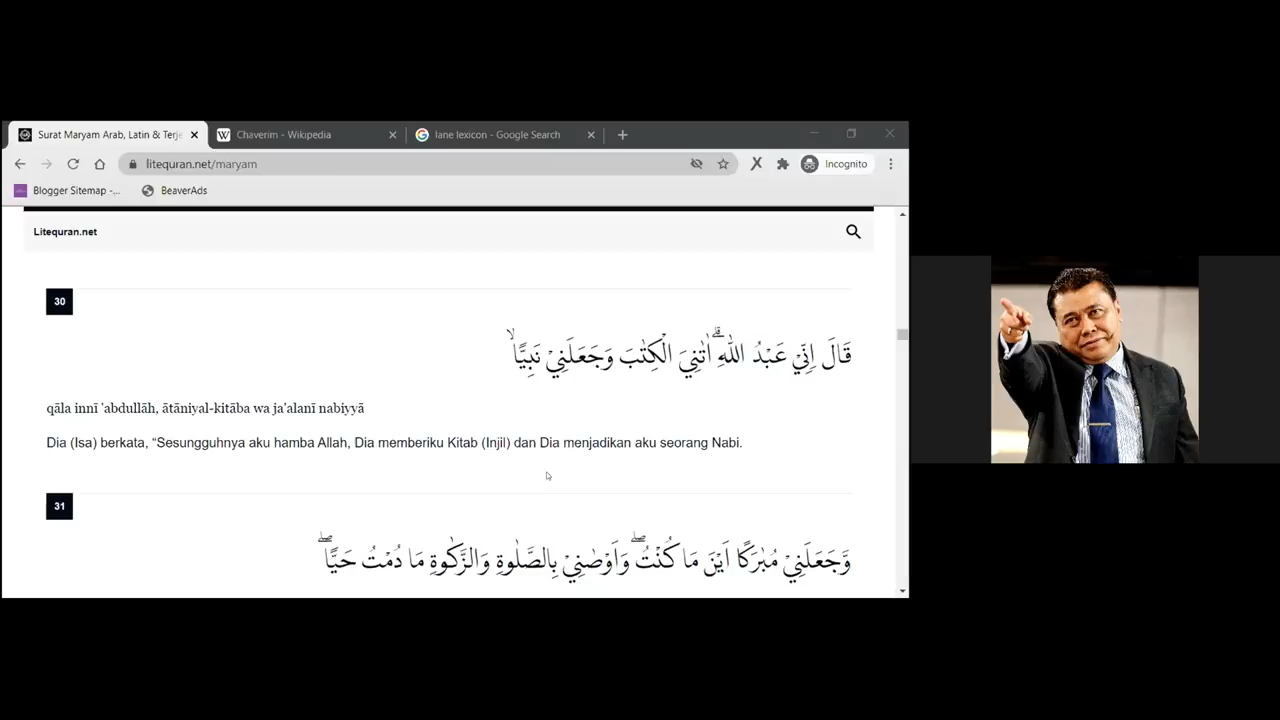 Surat Maryam Arab, Latin & Terje
Chaverim - Wikipedia
lane lexicon - Google Search
litequran.net/maryam
Incognito
Blogger Sitemap -...
BeaverAds
Litequran.net
30
قَالَ اِنِّيْ عَبْدُ اللّٰهِ ۗاٰتٰنِيَ الْكِتٰبَ وَجَعَلَنِيْ نَبِيًّا ۙ
qāla innī 'abdullāh, ātāniyal-kitāba wa ja'alanī nabiyyā
Dia (Isa) berkata, “Sesungguhnya aku hamba Allah, Dia memberiku Kitab (Injil) dan Dia menjadikan aku seorang Nabi.
31
وَّجَعَلَنِيْ مُبٰرَكًا اَيْنَ مَا كُنْتُۖ وَاَوْصٰنِيْ بِالصَّلٰوةِ وَالزَّكٰوةِ مَا دُمْتُ حَيًّا ۖ